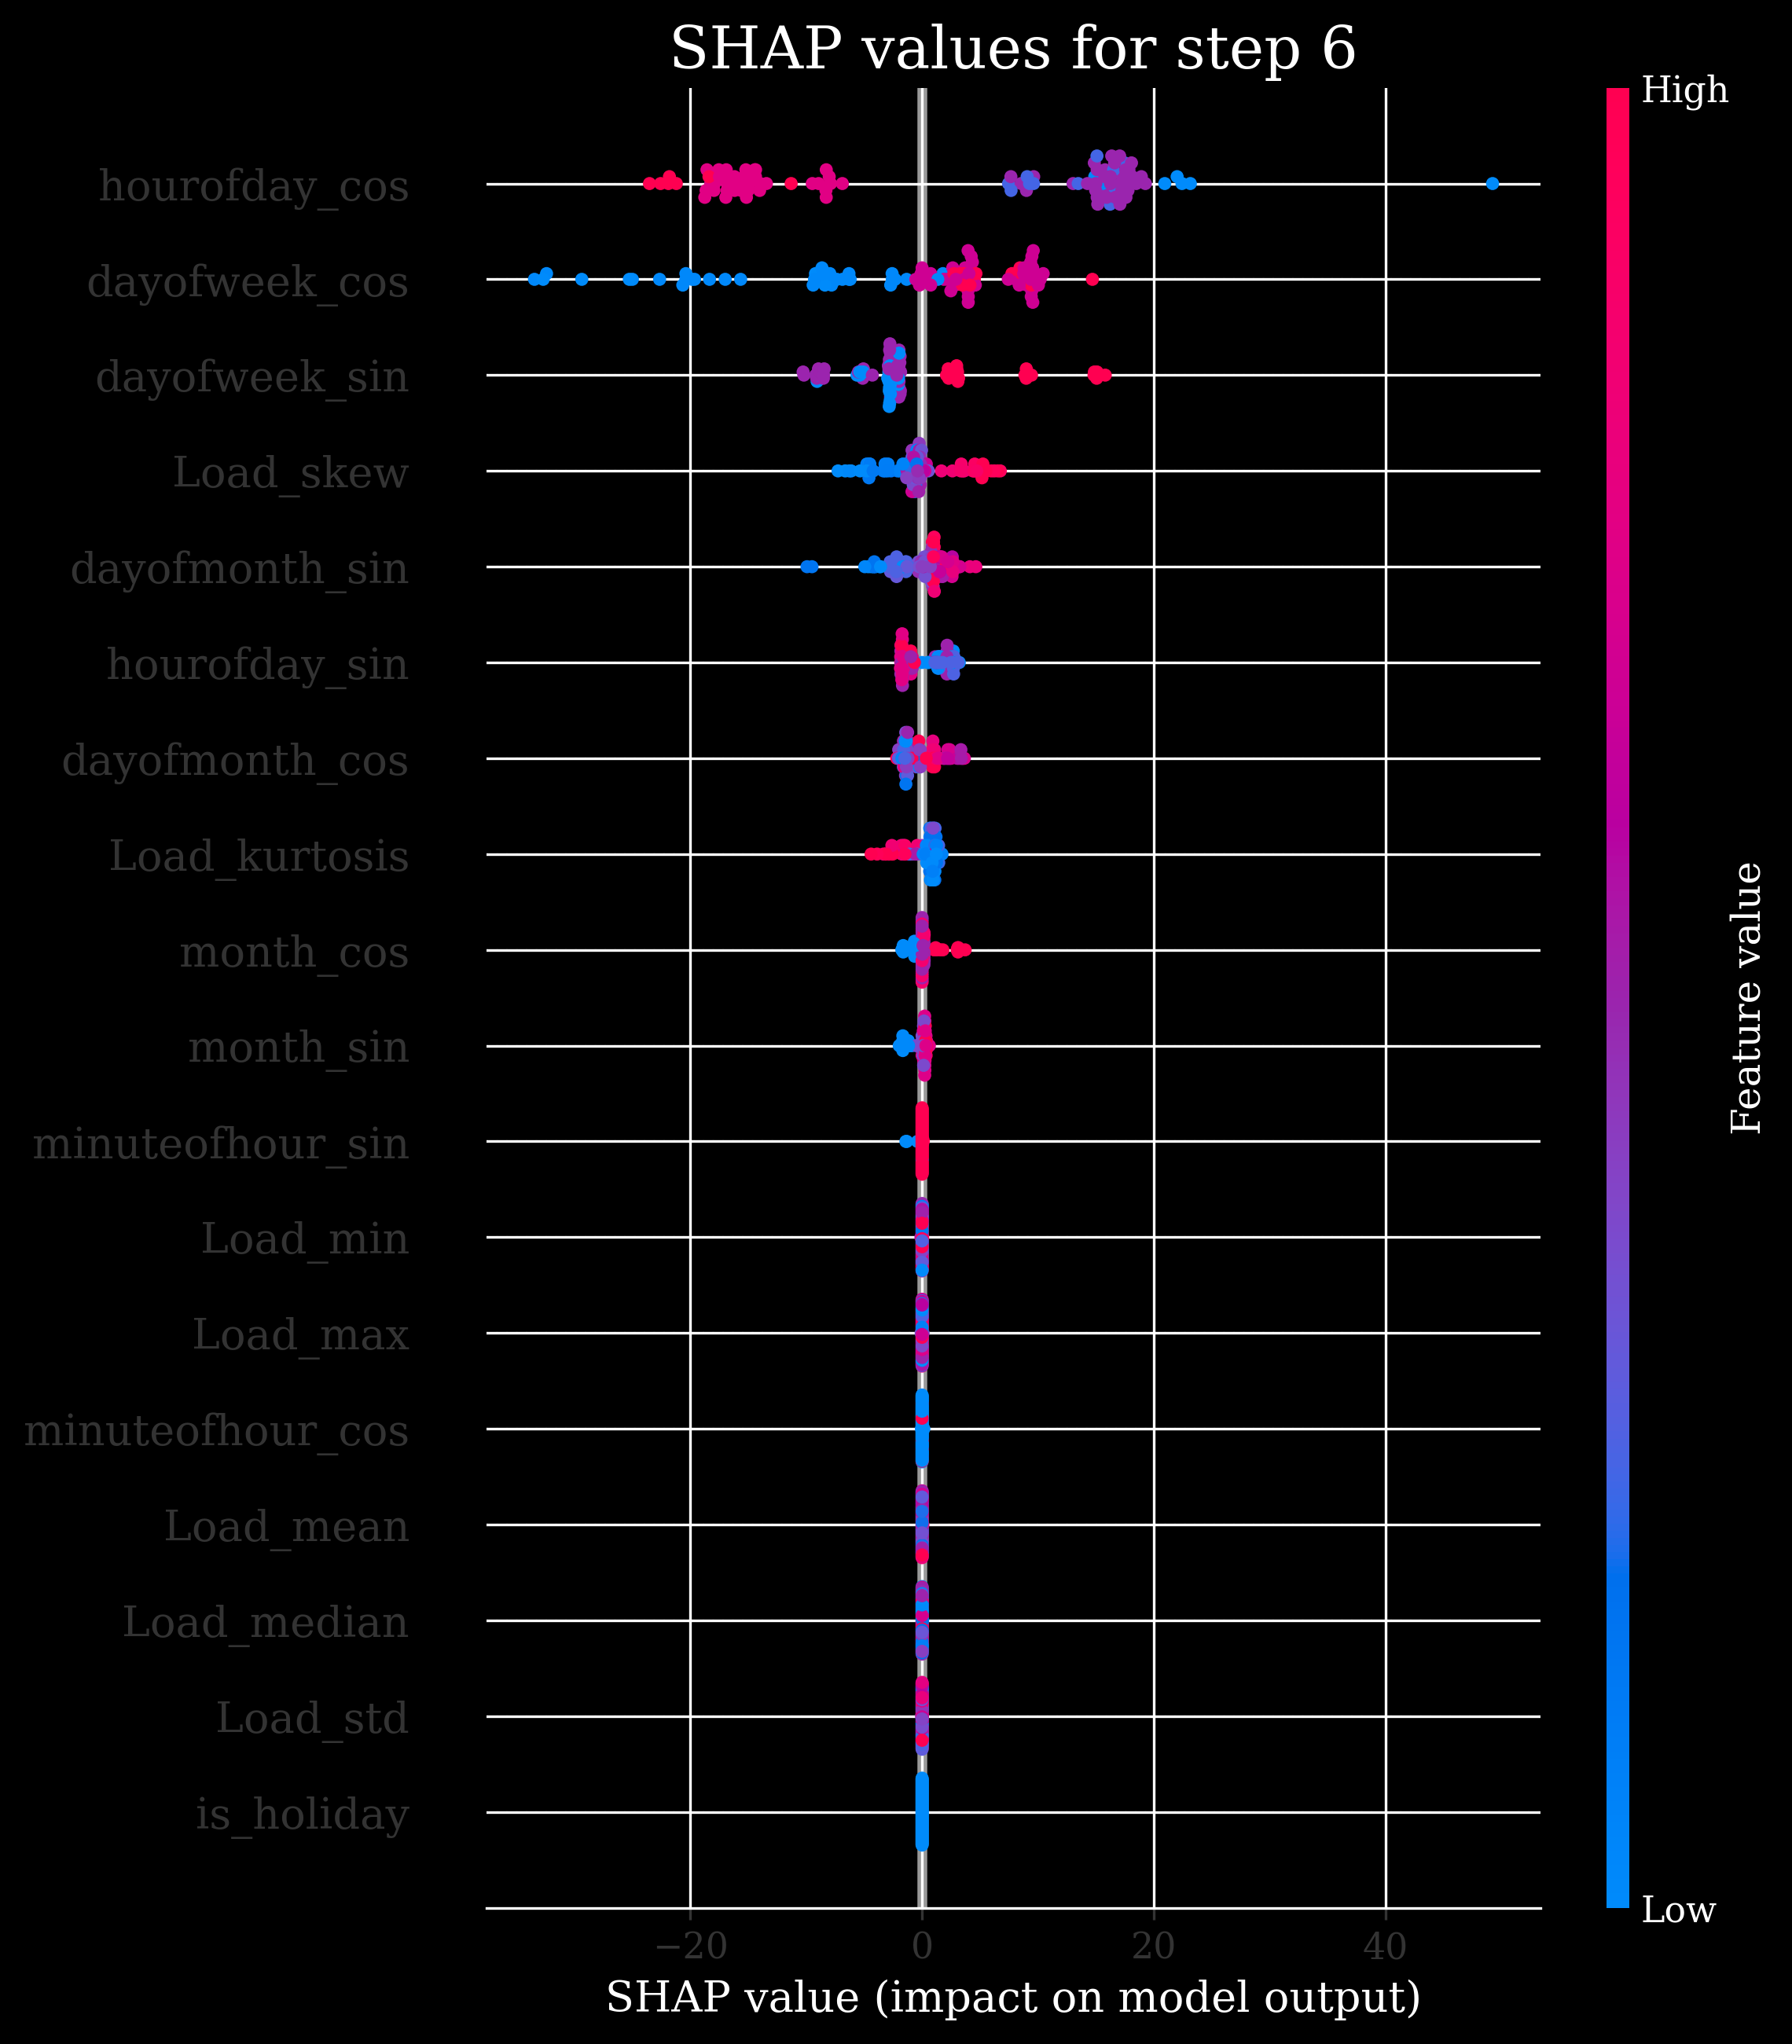 SHAP values for step 6
High
hourofday_cos
dayofweek_cos
dayofweek_sin
Load_skew
dayofmonth_sin
hourofday_sin
dayofmonth_cos
Load_kurtosis
month_cos
month_sin
minuteofhour_sin
Load_min
Load_max
minuteofhour_cos
Load_mean
Load_median
Load_std
is_holiday
Feature value
Low
−20 0 20 40
SHAP value (impact on model output)